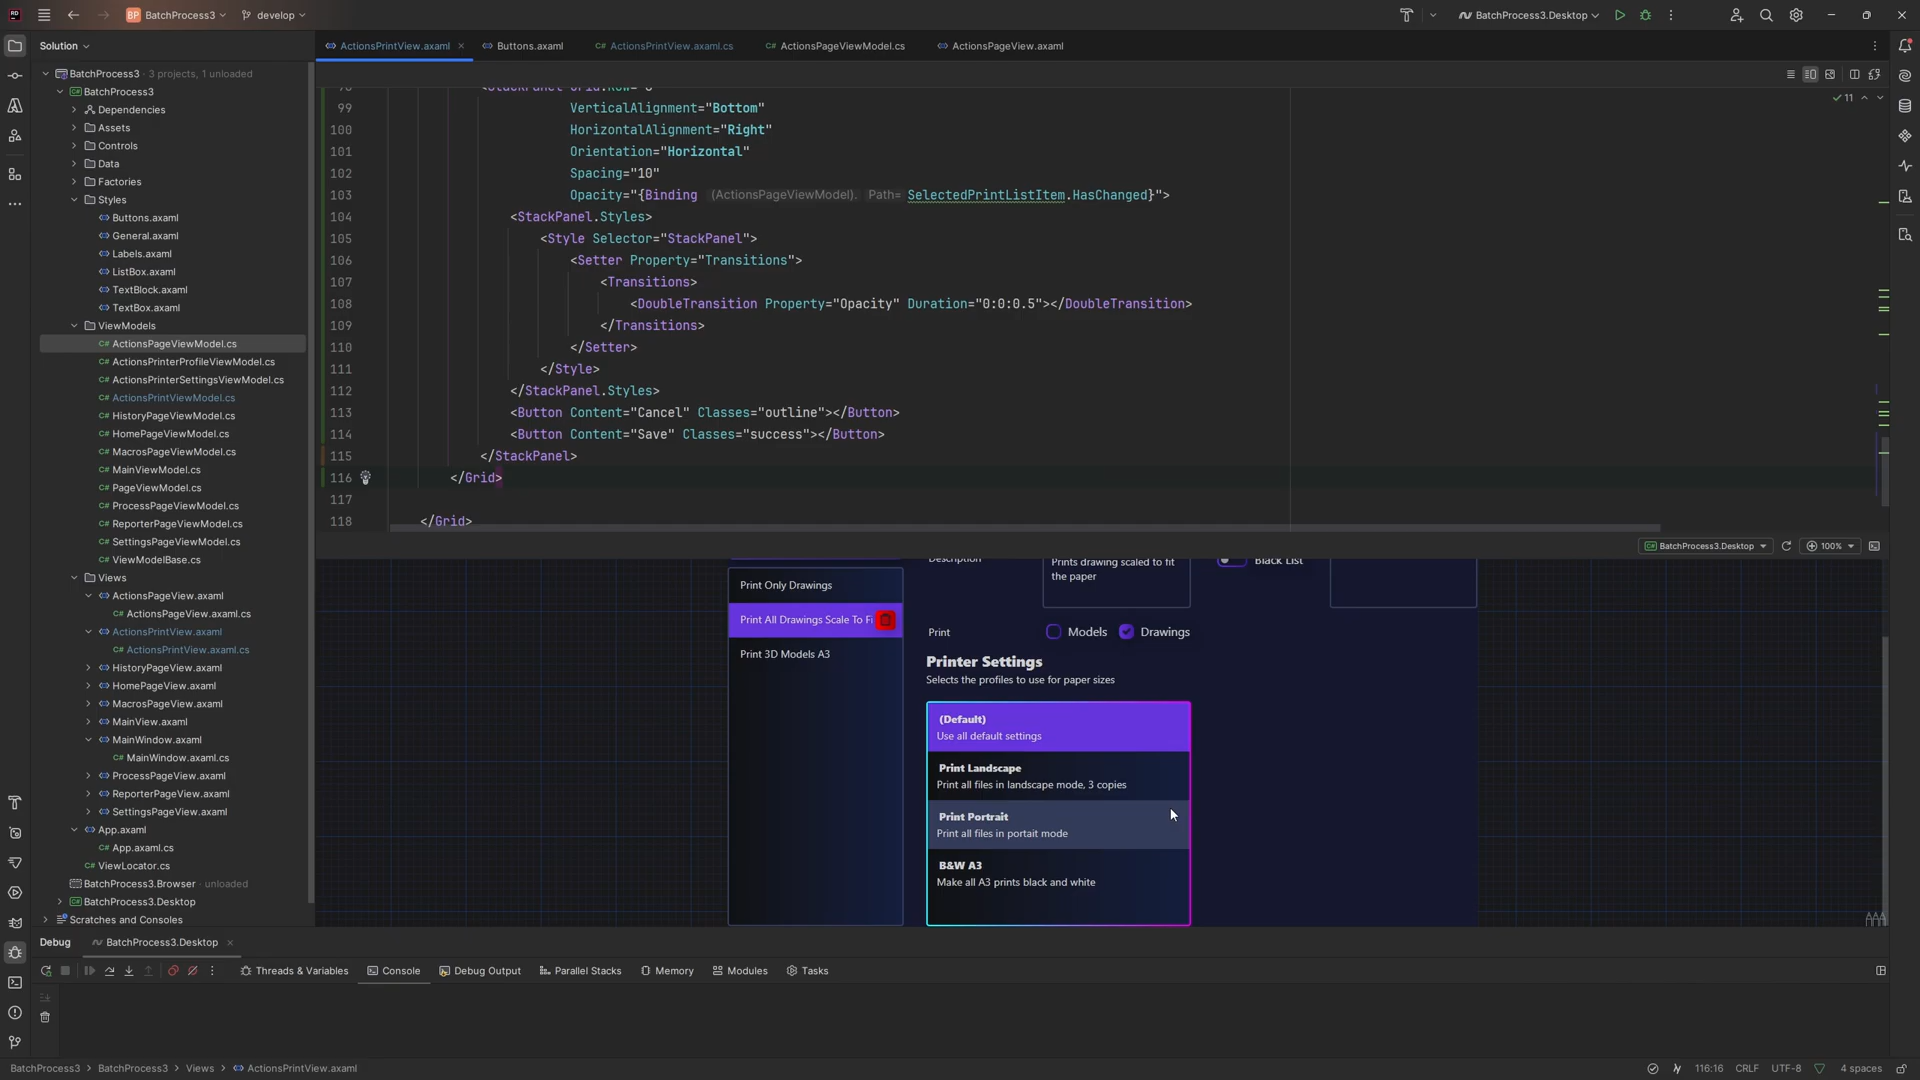 BP BatchProcess3 develop BatchProcess3.Desktop
Solution
BatchProcess3 · 3 projects, 1 unloaded
BatchProcess3
Dependencies
Assets
Controls
Data
Factories
Styles
Buttons.axaml
General.axaml
Labels.axaml
ListBox.axaml
TextBlock.axaml
TextBox.axaml
ViewModels
C# ActionsPageViewModel.cs
C# ActionsPrinterProfileViewModel.cs
C# ActionsPrinterSettingsViewModel.cs
C# ActionsPrintViewModel.cs
C# HistoryPageViewModel.cs
C# HomePageViewModel.cs
C# MacrosPageViewModel.cs
C# MainViewModel.cs
C# PageViewModel.cs
C# ProcessPageViewModel.cs
C# ReporterPageViewModel.cs
C# SettingsPageViewModel.cs
C# ViewModelBase.cs
Views
ActionsPageView.axaml
C# ActionsPageView.axaml.cs
ActionsPrintView.axaml
C# ActionsPrintView.axaml.cs
HistoryPageView.axaml
HomePageView.axaml
MacrosPageView.axaml
MainView.axaml
MainWindow.axaml
C# MainWindow.axaml.cs
ProcessPageView.axaml
ReporterPageView.axaml
SettingsPageView.axaml
App.axaml
C# App.axaml.cs
C# ViewLocator.cs
BatchProcess3.Browser · unloaded
BatchProcess3.Desktop
Scratches and Consoles
ActionsPrintView.axaml Buttons.axaml C# ActionsPrintView.axaml.cs C# ActionsPageViewModel.cs ActionsPageView.axaml
11
99 VerticalAlignment="Bottom"
100 HorizontalAlignment="Right"
101 Orientation="Horizontal"
102 Spacing="10"
103 Opacity="{Binding (ActionsPageViewModel). Path= SelectedPrintListItem.HasChanged}">
104 <StackPanel.Styles>
105 <Style Selector="StackPanel">
106 <Setter Property="Transitions">
107 <Transitions>
108 <DoubleTransition Property="Opacity" Duration="0:0:0.5"></DoubleTransition>
109 </Transitions>
110 </Setter>
111 </Style>
112 </StackPanel.Styles>
113 <Button Content="Cancel" Classes="outline"></Button>
114 <Button Content="Save" Classes="success"></Button>
115 </StackPanel>
116 </Grid>
117
118 </Grid>
BatchProcess3.Desktop 100%
Print Only Drawings
Print All Drawings Scale To Fi
Print 3D Models A3
Description
Prints drawing scaled to fit
the paper
Black List
Print Models Drawings
Printer Settings
Selects the profiles to use for paper sizes
(Default)
Use all default settings
Print Landscape
Print all files in landscape mode, 3 copies
Print Portrait
Print all files in portait mode
B&W A3
Make all A3 prints black and white
Debug BatchProcess3.Desktop
Threads & Variables Console Debug Output Parallel Stacks Memory Modules Tasks
BatchProcess3 > BatchProcess3 > Views > ActionsPrintView.axaml 116:16 CRLF UTF-8 4 spaces